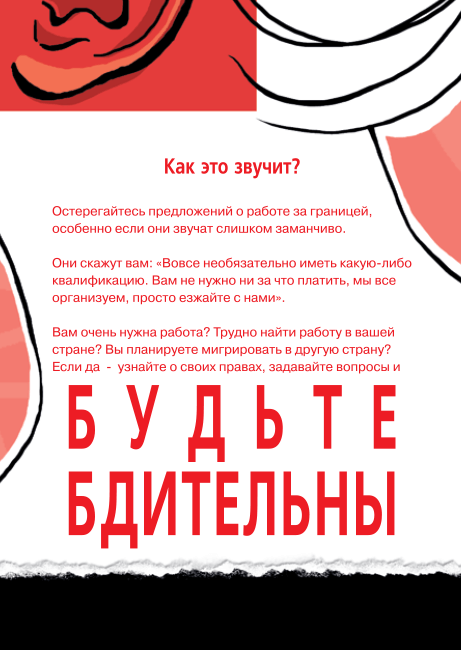 Как это звучит?
Остерегайтесь предложений о работе за границей,
особенно если они звучат слишком заманчиво.
Они скажут вам: «Вовсе необязательно иметь какую-либо
квалификацию. Вам не нужно ни за что платить, мы все
организуем, просто езжайте с нами».
Вам очень нужна работа? Трудно найти работу в вашей
стране? Вы планируете мигрировать в другую страну?
Если да - узнайте о своих правах, задавайте вопросы и
БУДЬТЕ
БДИТЕЛЬНЫ